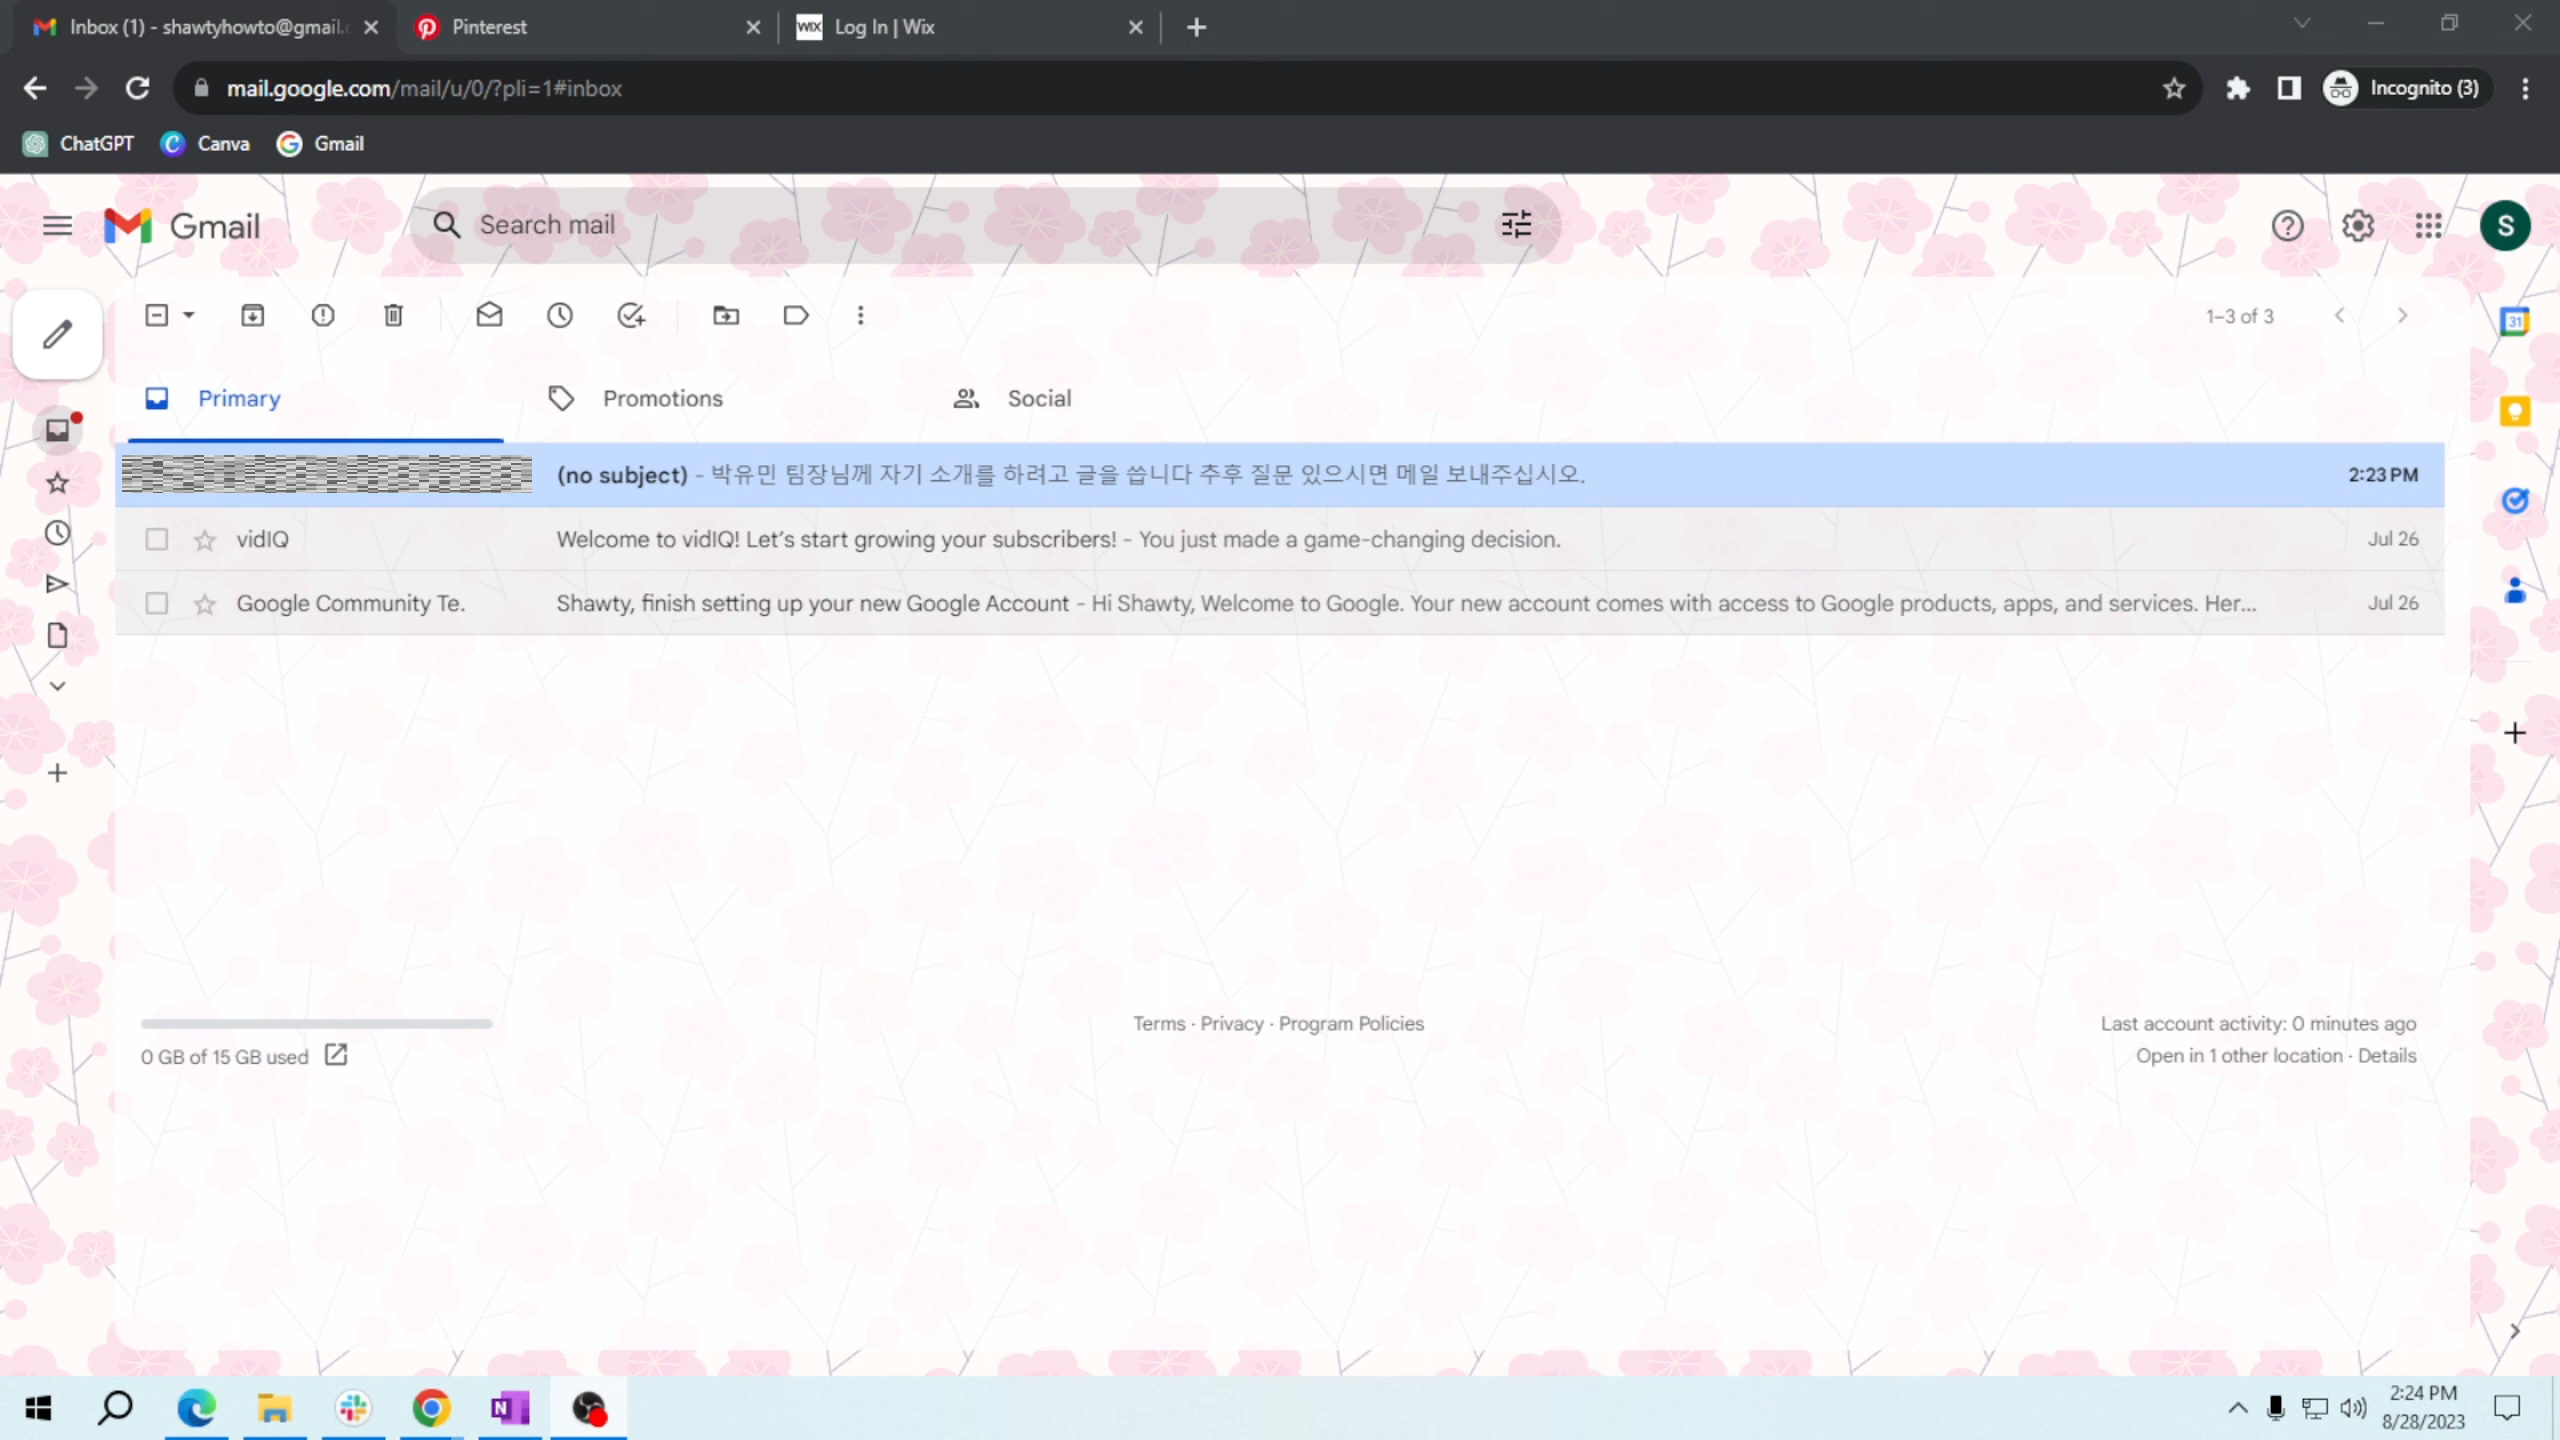 Inbox (1) - shawtyhowto@gmail.c
Pinterest
WIX Log In | Wix
mail.google.com/mail/u/0/?pli=1#inbox
Incognito (3)
ChatGPT
Canva
Gmail
Gmail
Search mail
S
1–3 of 3
31
Primary
Promotions
Social
(no subject) - 박유민 팀장님께 자기 소개를 하려고 글을 씁니다 추후 질문 있으시면 메일 보내주십시오.
2:23 PM
vidIQ
Welcome to vidIQ! Let's start growing your subscribers! - You just made a game-changing decision.
Jul 26
Google Community Te.
Shawty, finish setting up your new Google Account - Hi Shawty, Welcome to Google. Your new account comes with access to Google products, apps, and services. Her...
Jul 26
0 GB of 15 GB used
Terms · Privacy · Program Policies
Last account activity: 0 minutes ago
Open in 1 other location · Details
N
2:24 PM
8/28/2023